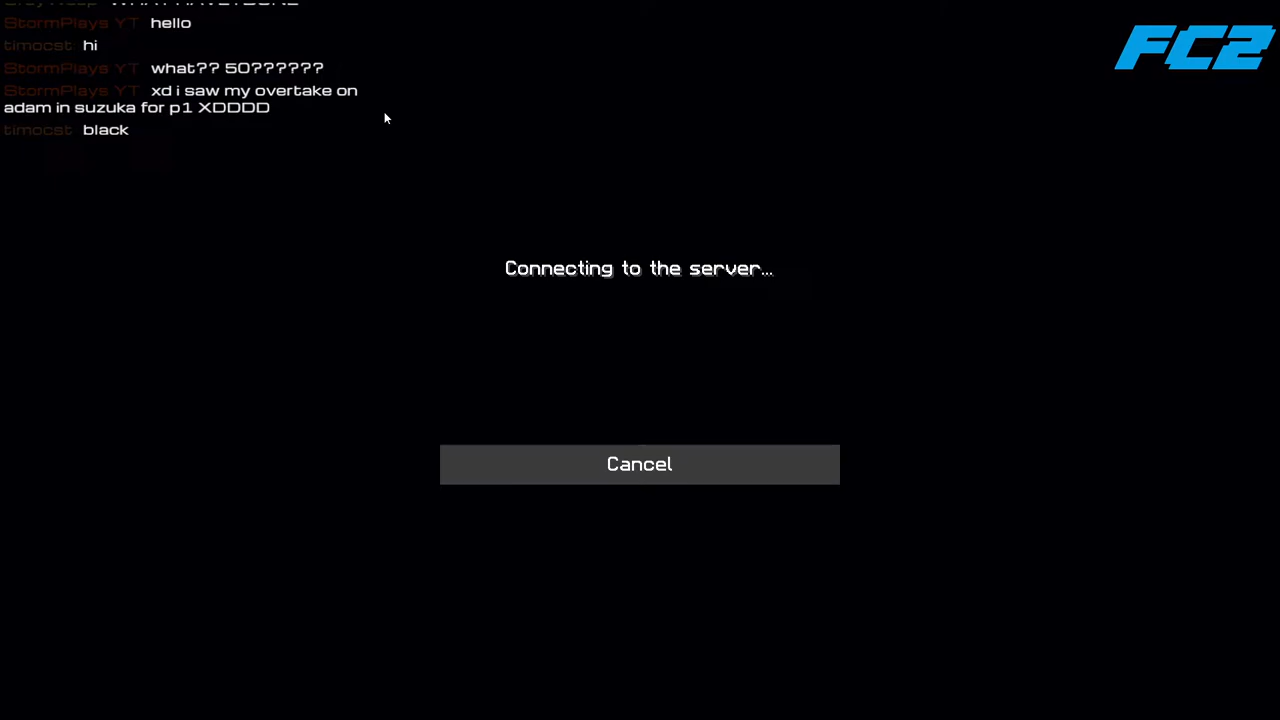 StormPlays YT hello
timocst hi
StormPlays YT what?? 50??????
StormPlays YT xd i saw my overtake on
adam in suzuka for p1 XDDDD
timocst black
FC2
Connecting to the server...
Cancel